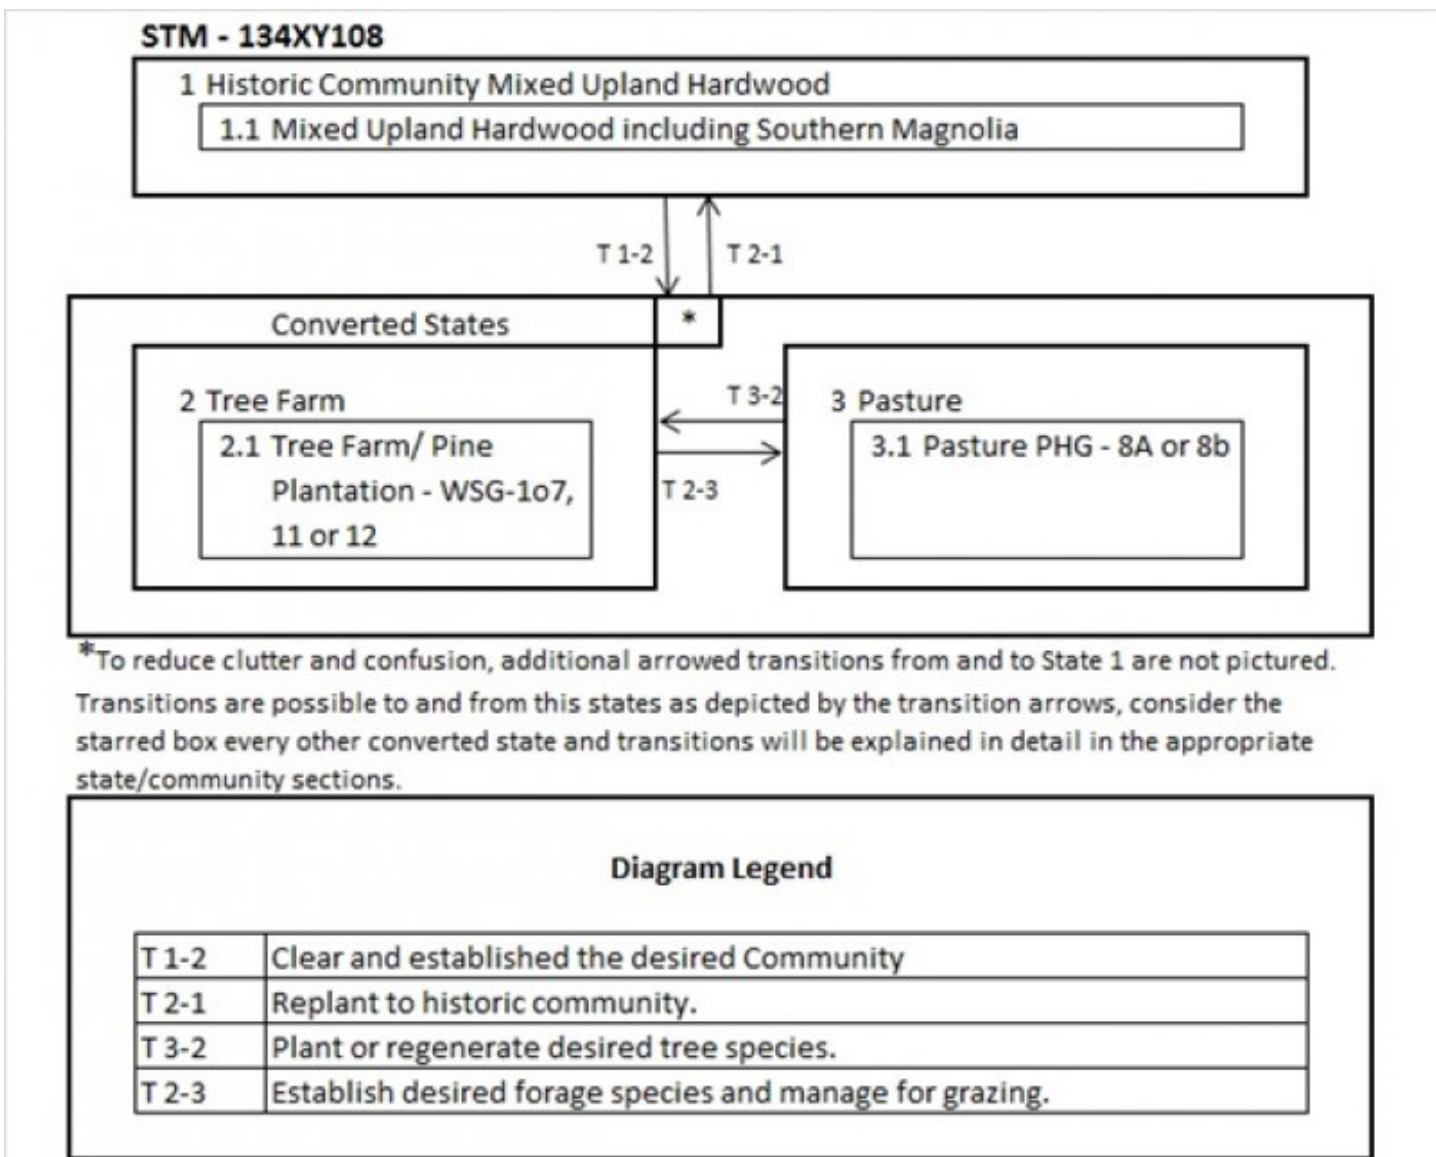 STM - 134XY108
1 Historic Community Mixed Upland Hardwood
1.1 Mixed Upland Hardwood including Southern Magnolia
T 1-2 T 2-1
Converted States *
2 Tree Farm
2.1 Tree Farm/ Pine
Plantation - WSG-1o7,
11 or 12
T 3-2
T 2-3
3 Pasture
3.1 Pasture PHG - 8A or 8b
*To reduce clutter and confusion, additional arrowed transitions from and to State 1 are not pictured.
Transitions are possible to and from this states as depicted by the transition arrows, consider the
starred box every other converted state and transitions will be explained in detail in the appropriate
state/community sections.
Diagram Legend
T 1-2 Clear and established the desired Community
T 2-1 Replant to historic community.
T 3-2 Plant or regenerate desired tree species.
T 2-3 Establish desired forage species and manage for grazing.